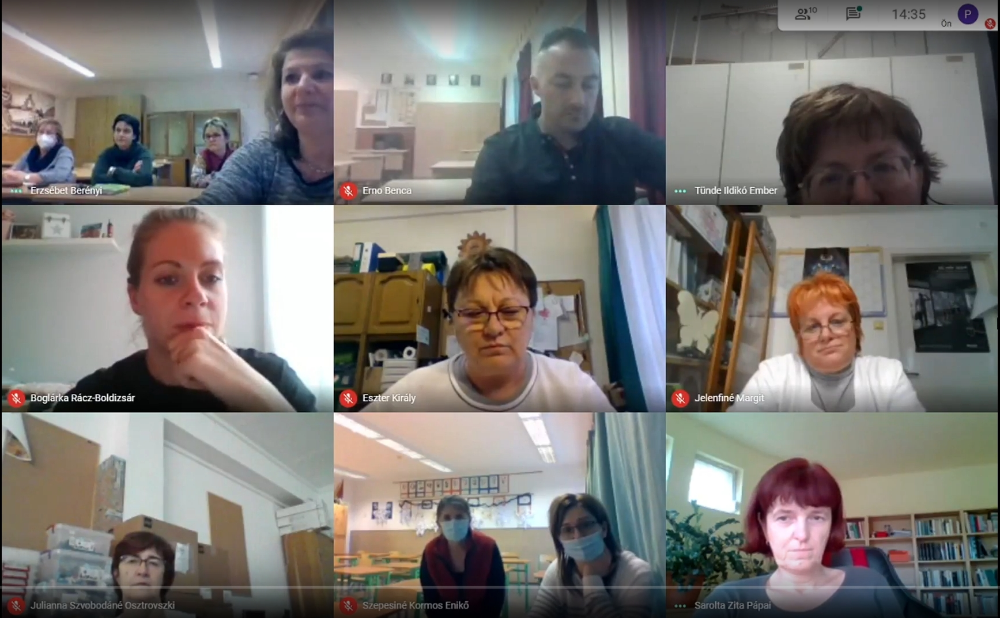 10
14:35
Ön
P
Erzsébet Berényi
Erno Benca
Tünde Ildikó Ember
Boglárka Rácz-Boldizsár
Eszter Király
Jelenfiné Margit
Julianna Szvobodáné Osztrovszki
Szepesiné Kormos Enikő
Sarolta Zita Pápai